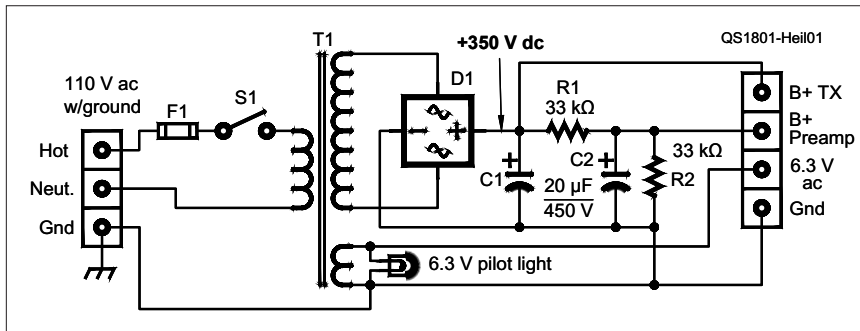 QS1801-Heil01
T1
+350 V dc
110 V ac
w/ground
F1
S1
D1
R1
33 kΩ
B+ TX
B+
Preamp
Hot
Neut.
Gnd
C1
C2
20 µF
450 V
33 kΩ
R2
6.3 V
ac
Gnd
6.3 V pilot light